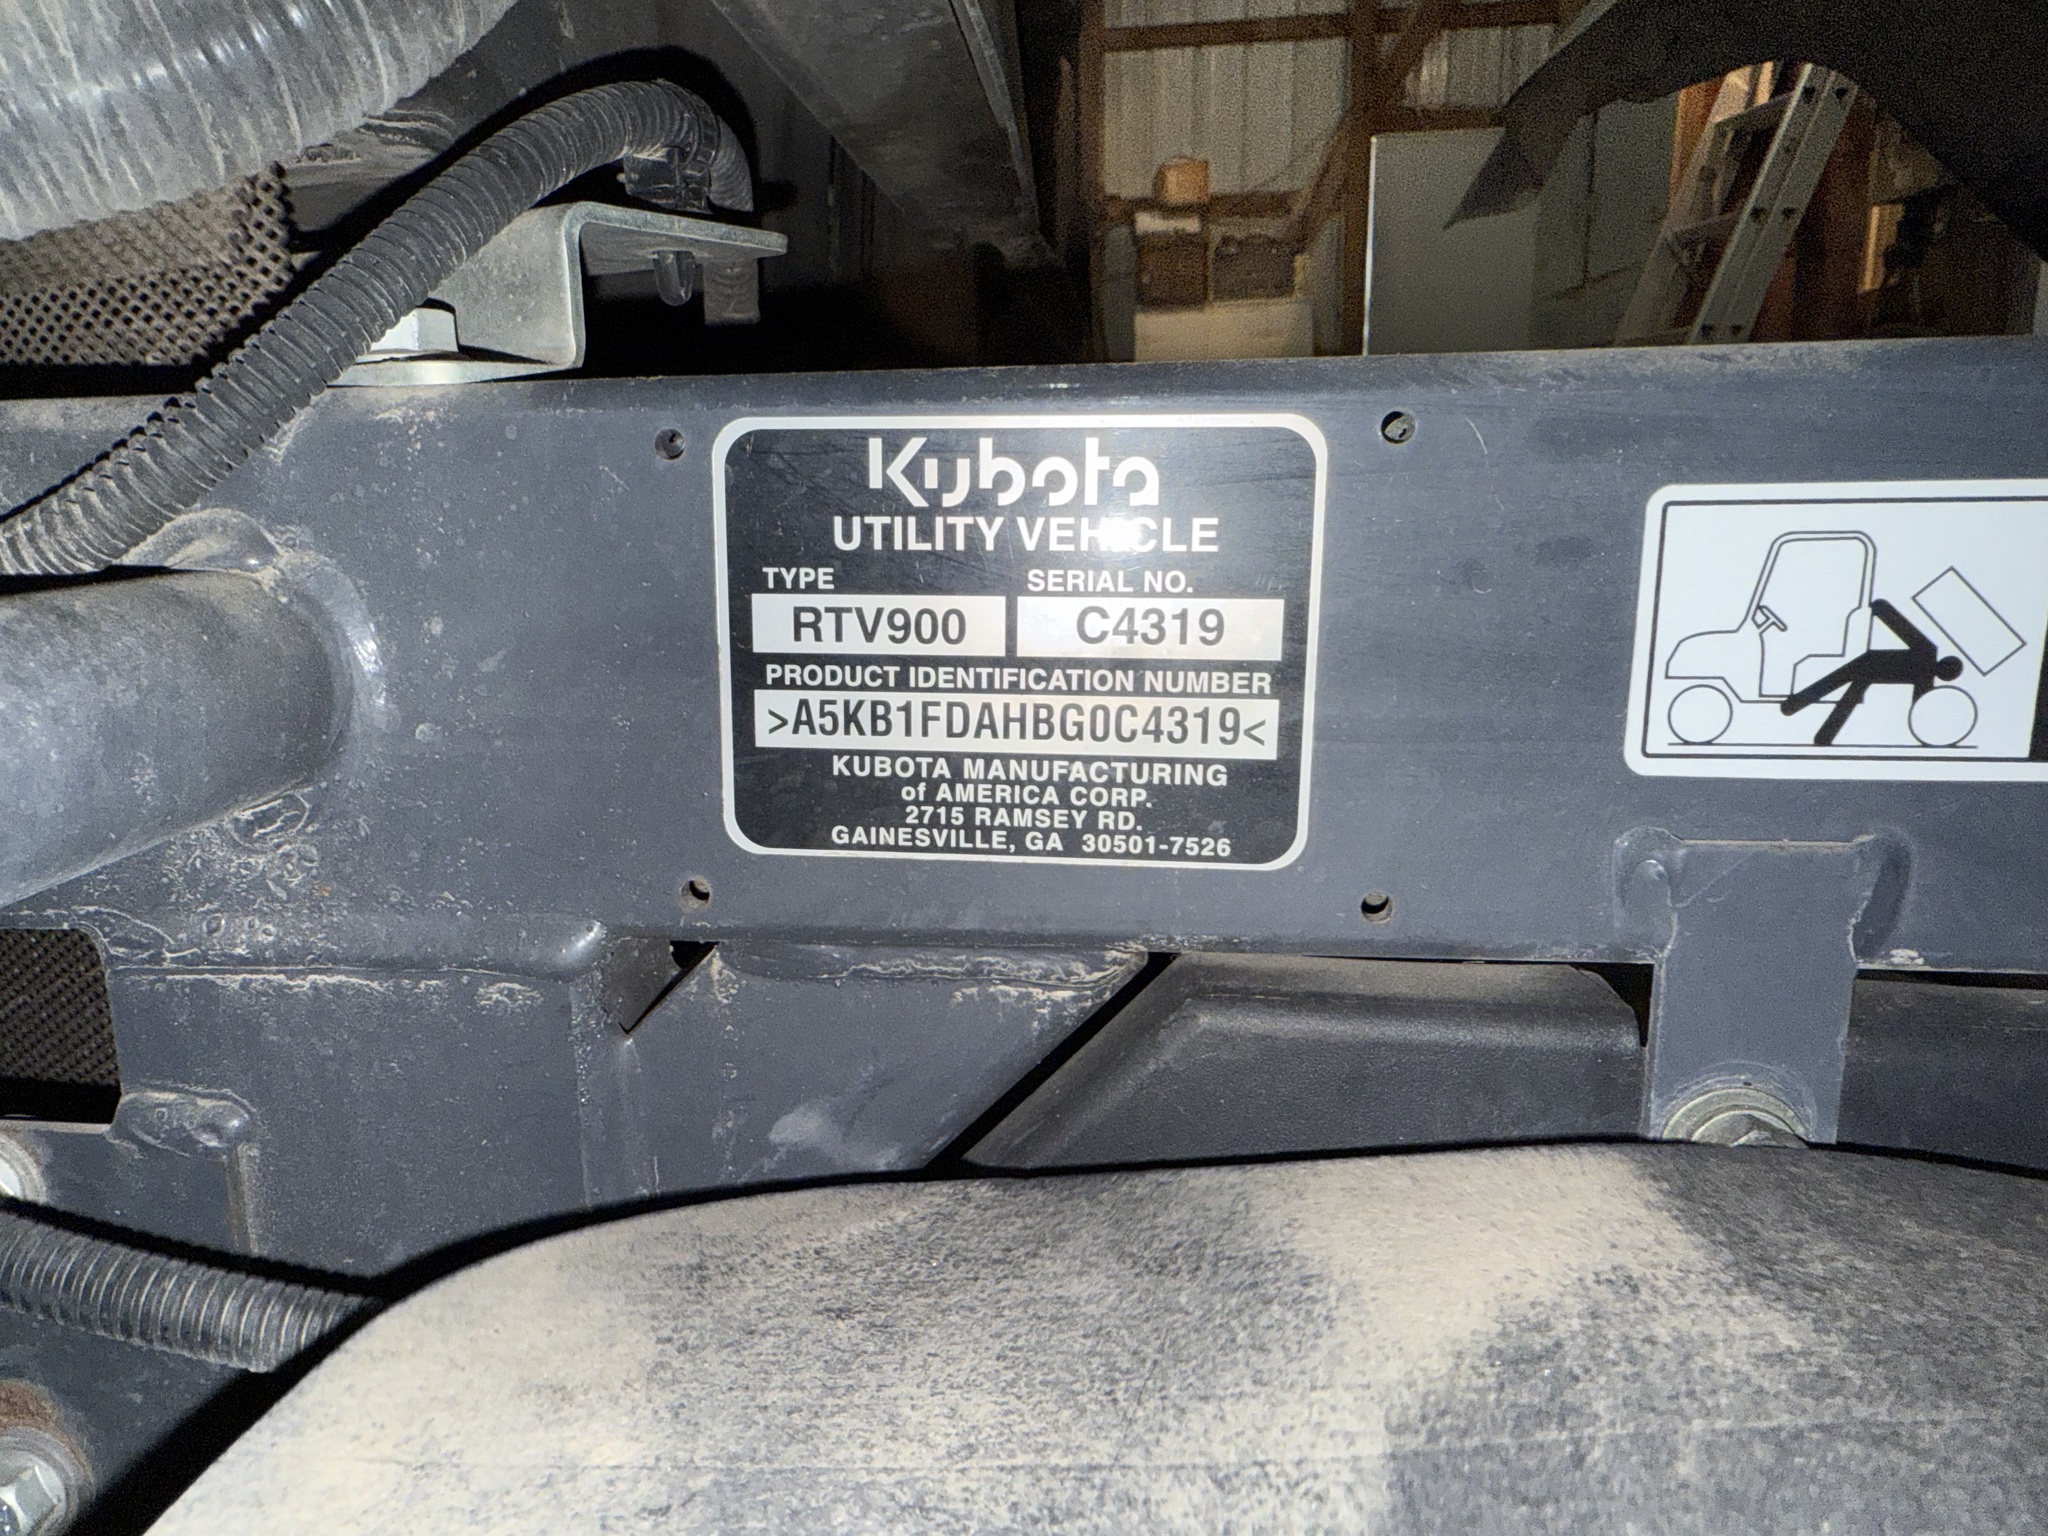 Kubota
UTILITY VEHICLE
TYPE SERIAL NO.
RTV900 C4319
PRODUCT IDENTIFICATION NUMBER
>A5KB1FDAHBG0C4319<
KUBOTA MANUFACTURING
of AMERICA CORP.
2715 RAMSEY RD.
GAINESVILLE, GA 30501-7526